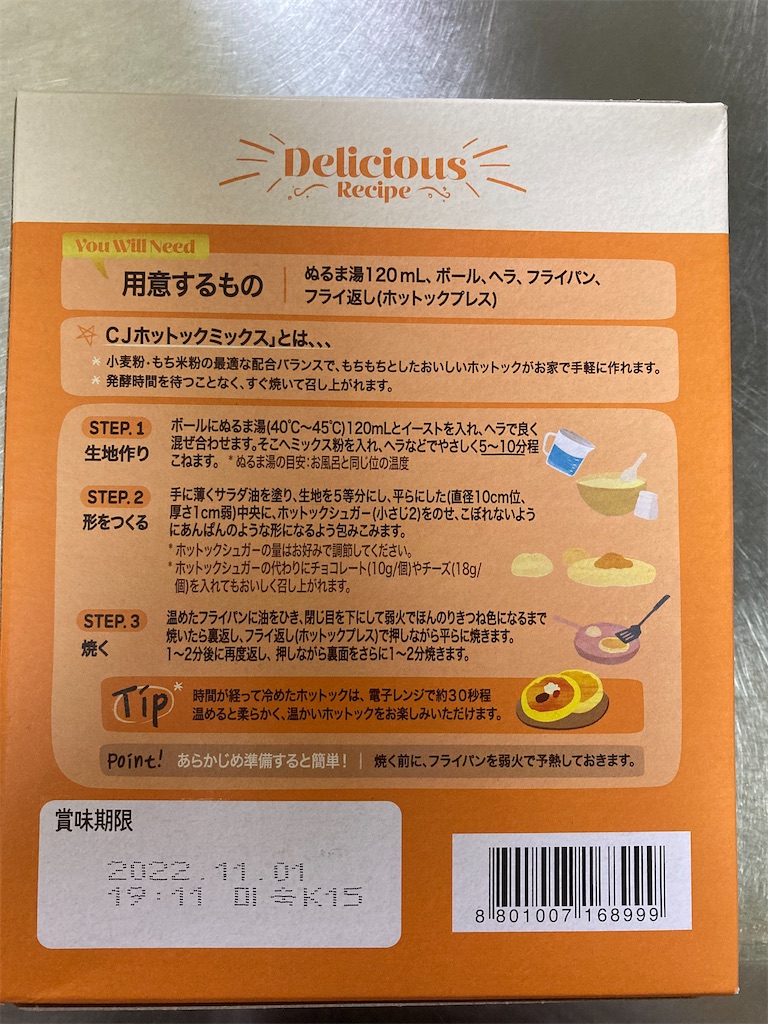 Delicious
Recipe
You Will Need
用意するもの
ぬるま湯120mL、ボール、ヘラ、フライパン、
フライ返し(ホットックプレス)
CJホットックミックス」とは、、、
* 小麦粉・もち米粉の最適な配合バランスで、もちもちとしたおいしいホットックがお家で手軽に作れます。
* 発酵時間を待つことなく、すぐ焼いて召し上がれます。
STEP. 1
生地作り
ボールにぬるま湯(40℃〜45℃)120mLとイーストを入れ、ヘラで良く
混ぜ合わせます。そこへミックス粉を入れ、ヘラなどでやさしく5〜10分程
こねます。 *ぬるま湯の目安:お風呂と同じ位の温度
STEP. 2
形をつくる
手に薄くサラダ油を塗り、生地を5等分にし、平らにした(直径10cm位、
厚さ1cm弱)中央に、ホットックシュガー(小さじ2)をのせ、こぼれないよう
にあんぱんのような形になるよう包みこみます。
*ホットックシュガーの量はお好みで調節してください。
*ホットックシュガーの代わりにチョコレート(10g/個)やチーズ(18g/
個)を入れてもおいしく召し上がれます。
STEP. 3
焼く
温めたフライパンに油をひき、閉じ目を下にして弱火でほんのりきつね色になるまで
焼いたら裏返し、フライ返し(ホットックプレス)で押しながら平らに焼きます。
1〜2分後に再度返し、押しながら裏面をさらに1〜2分焼きます。
Tip*
時間が経って冷めたホットックは、電子レンジで約30秒程
温めると柔らかく、温かいホットックをお楽しみいただけます。
Point! あらかじめ準備すると簡単! | 焼く前に、フライパンを弱火で予熱しておきます。
賞味期限
2022.11.01
19:11 미숙K15
8 801007 168999